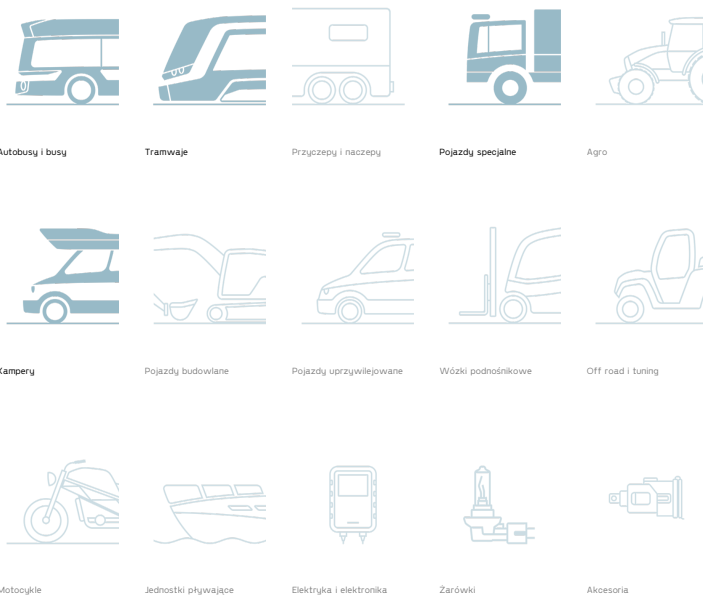 Autobusy i busy
Tramwaje
Przyczepy i naczepy
Pojazdy specjalne
Agro
Kampery
Pojazdy budowlane
Pojazdy uprzywilejowane
Wózki podnośnikowe
Off road i tuning
Motocykle
Jednostki pływające
Elektryka i elektronika
Żarówki
Akcesoria